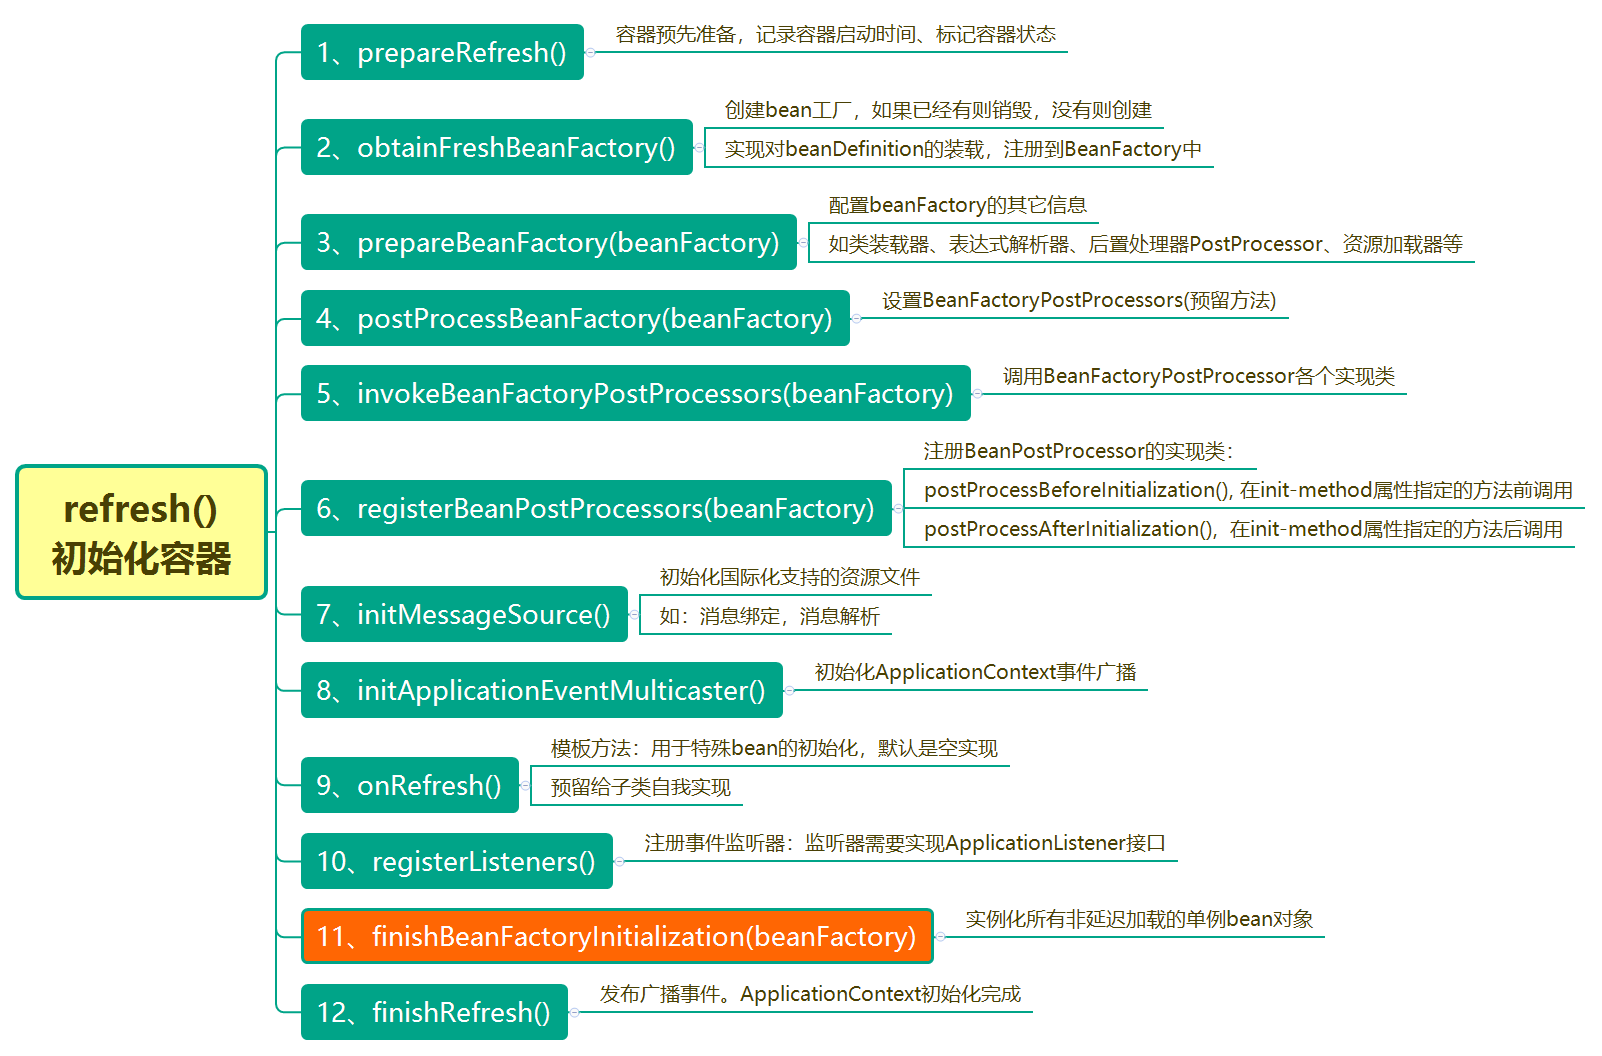 refresh()
初始化容器
1、prepareRefresh()
容器预先准备，记录容器启动时间、标记容器状态
2、obtainFreshBeanFactory()
创建bean工厂，如果已经有则销毁，没有则创建
实现对beanDefinition的装载，注册到BeanFactory中
3、prepareBeanFactory(beanFactory)
配置beanFactory的其它信息
如类装载器、表达式解析器、后置处理器PostProcessor、资源加载器等
4、postProcessBeanFactory(beanFactory)
设置BeanFactoryPostProcessors(预留方法)
5、invokeBeanFactoryPostProcessors(beanFactory)
调用BeanFactoryPostProcessor各个实现类
6、registerBeanPostProcessors(beanFactory)
注册BeanPostProcessor的实现类：
postProcessBeforeInitialization(), 在init-method属性指定的方法前调用
postProcessAfterInitialization()，在init-method属性指定的方法后调用
7、initMessageSource()
初始化国际化支持的资源文件
如：消息绑定，消息解析
8、initApplicationEventMulticaster()
初始化ApplicationContext事件广播
9、onRefresh()
模板方法：用于特殊bean的初始化，默认是空实现
预留给子类自我实现
10、registerListeners()
注册事件监听器：监听器需要实现ApplicationListener接口
11、finishBeanFactoryInitialization(beanFactory)
实例化所有非延迟加载的单例bean对象
12、finishRefresh()
发布广播事件。ApplicationContext初始化完成